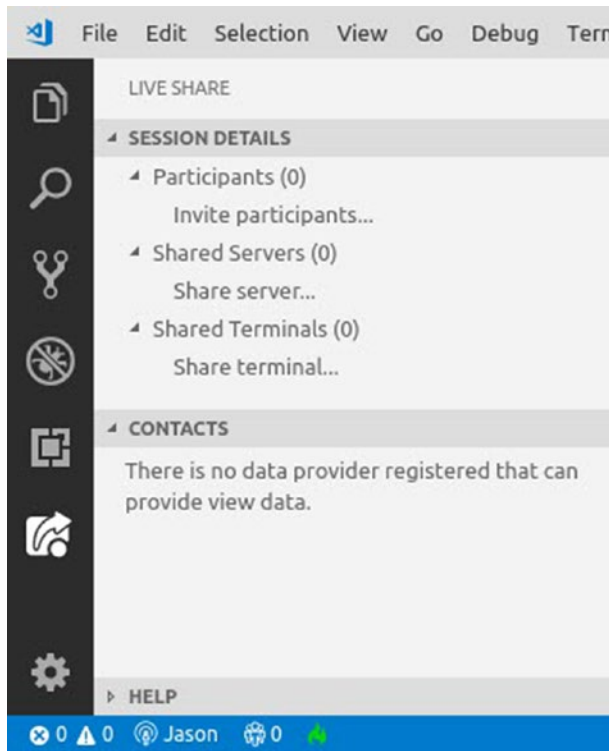 File Edit Selection View Go Debug
LIVE SHARE
SESSION DETAILS
Participants (0)
Invite participants...
Shared Servers (0)
Share server...
Shared Terminals (0)
Share terminal...
CONTACTS
There is no data provider registered that can
provide view data.
HELP
0 0 Jason 0